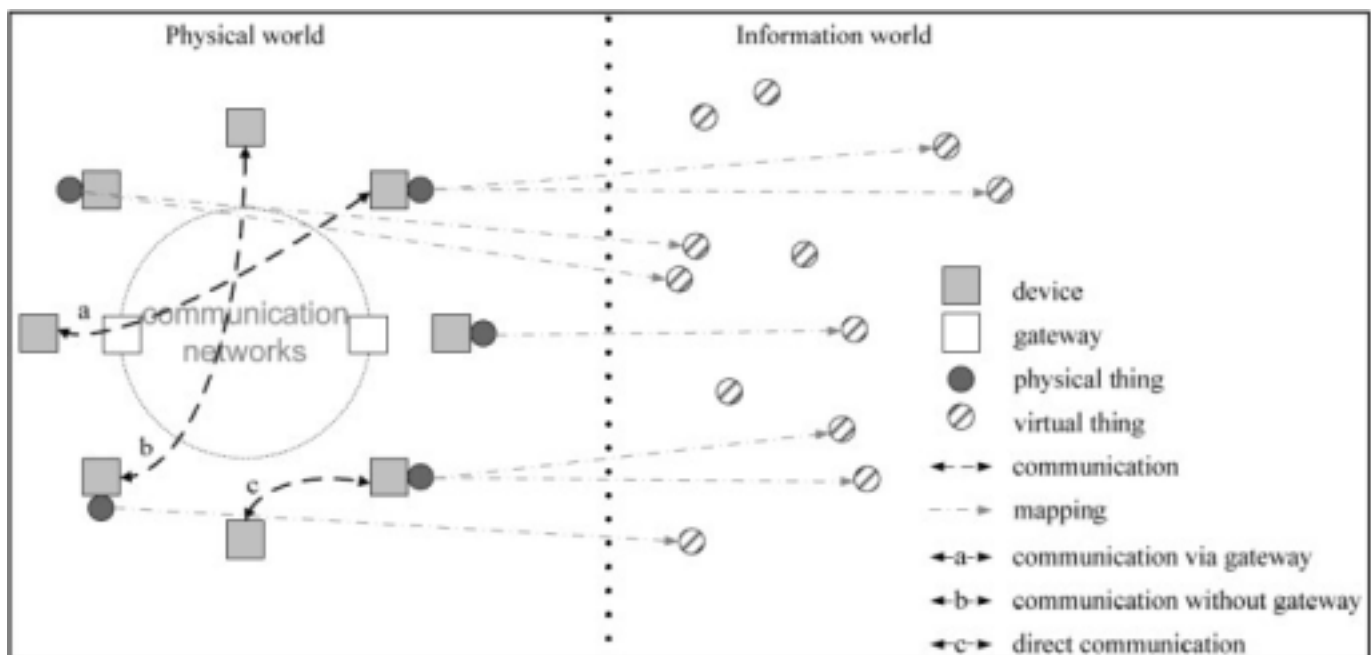 Physical world
Information world
a
communication
networks
b
c
device
gateway
physical thing
virtual thing
communication
mapping
a communication via gateway
b communication without gateway
c direct communication